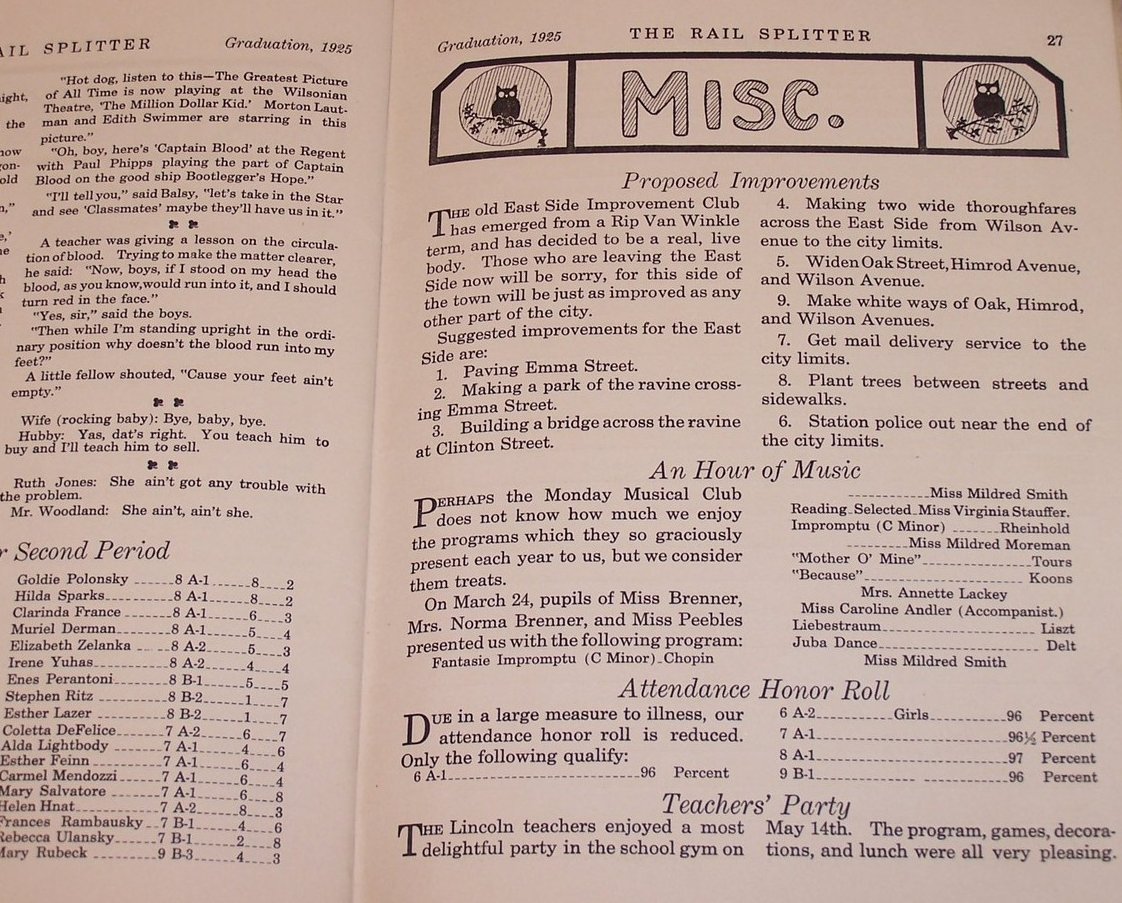 AIL SPLITTER Graduation, 1925
ight,
the
now
on-
old
"Hot dog, listen to this—The Greatest Picture
of All Time is now playing at the Wilsonian
Theatre, 'The Million Dollar Kid.' Morton Laut-
man and Edith Swimmer are starring in this
picture."
"Oh, boy, here's 'Captain Blood' at the Regent
with Paul Phipps playing the part of Captain
Blood on the good ship Bootlegger's Hope."
"I'll tell you," said Balsy, "let's take in the Star
and see 'Classmates' maybe they'll have us in it."
A teacher was giving a lesson on the circula-
tion of blood. Trying to make the matter clearer,
he said: "Now, boys, if I stood on my head the
blood, as you know, would run into it, and I should
turn red in the face."
"Yes, sir," said the boys.
"Then while I'm standing upright in the ordi-
nary position why doesn't the blood run into my
feet?"
A little fellow shouted, "Cause your feet ain't
empty."
Wife (rocking baby): Bye, baby, bye.
Hubby: Yas, dat's right. You teach him to
buy and I'll teach him to sell.
Ruth Jones: She ain't got any trouble with
the problem.
Mr. Woodland: She ain't, ain't she.
r Second Period
Goldie Polonsky ------8 A-1------8----2
Hilda Sparks----------8 A-1------8----2
Clarinda France ------8 A-1------6----3
Muriel Derman--------8 A-1------5----4
Elizabeth Zelanka -- --8 A-2------5----3
Irene Yuhas----------8 A-2------4----4
Enes Perantoni-------8 B-1------5----5
Stephen Ritz ---------8 B-2------1----7
Esther Lazer ---------8 B-2------1----7
Coletta DeFelice------7 A-2------6----7
Alda Lightbody ------7 A-1------4----6
Esther Feinn --------7 A-1------6----4
Carmel Mendozzi-----7 A-1------6----4
Mary Salvatore ------7 A-1------6----8
Helen Hnat----------7 A-2------8----3
Frances Rambausky --7 B-1------4----6
Rebecca Ulansky-----7 B-1------2----8
Mary Rubeck --------9 B-3------4----3
Graduation, 1925 THE RAIL SPLITTER 27
MISC.
Proposed Improvements
THE old East Side Improvement Club
has emerged from a Rip Van Winkle
term, and has decided to be a real, live
body. Those who are leaving the East
Side now will be sorry, for this side of
the town will be just as improved as any
other part of the city.
Suggested improvements for the East
Side are:
1. Paving Emma Street.
2. Making a park of the ravine cross-
ing Emma Street.
3. Building a bridge across the ravine
at Clinton Street.
4. Making two wide thoroughfares
across the East Side from Wilson Av-
enue to the city limits.
5. Widen Oak Street, Himrod Avenue,
and Wilson Avenue.
9. Make white ways of Oak, Himrod,
and Wilson Avenues.
7. Get mail delivery service to the
city limits.
8. Plant trees between streets and
sidewalks.
6. Station police out near the end of
the city limits.
An Hour of Music
PERHAPS the Monday Musical Club
does not know how much we enjoy
the programs which they so graciously
present each year to us, but we consider
them treats.
On March 24, pupils of Miss Brenner,
Mrs. Norma Brenner, and Miss Peebles
presented us with the following program:
Fantasie Impromptu (C Minor)-Chopin
-----------Miss Mildred Smith
Reading-Selected-Miss Virginia Stauffer.
Impromptu (C Minor) ------Rheinhold
---------Miss Mildred Moreman
"Mother O' Mine"---------------Tours
"Because"---------------------- Koons
Mrs. Annette Lackey
Miss Caroline Andler (Accompanist.)
Liebestraum---------------------- Liszt
Juba Dance----------------------- Delt
Miss Mildred Smith
Attendance Honor Roll
DUE in a large measure to illness, our
attendance honor roll is reduced.
Only the following qualify:
6 A-1--------------------------96 Percent
6 A-2-----------Girls-----------96 Percent
7 A-1----------------------------96½ Percent
8 A-1----------------------------97 Percent
9 B-1--------------- ------------96 Percent
Teachers' Party
THE Lincoln teachers enjoyed a most
delightful party in the school gym on
May 14th. The program, games, decora-
tions, and lunch were all very pleasing.